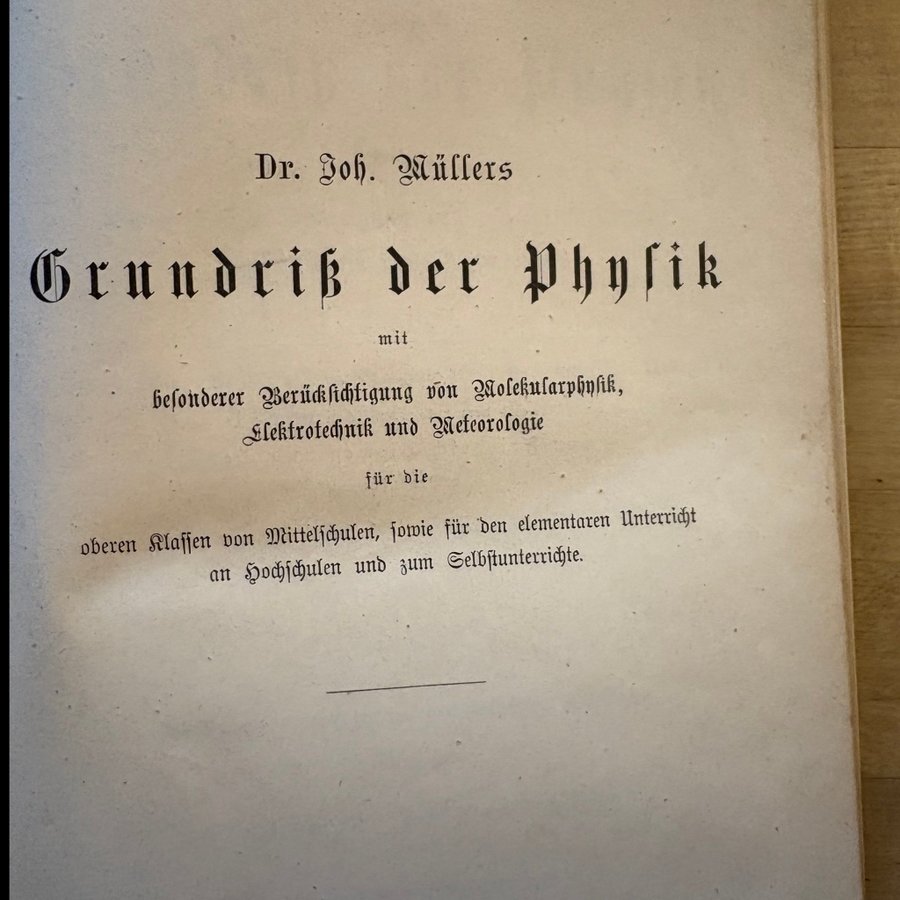 Dr. Joh. Müllers
Grundriß der Physik
mit
besonderer Berücksichtigung von Molekularphysik,
Elektrotechnik und Meteorologie
für die
oberen Klassen von Mittelschulen, sowie für den elementaren Unterricht
an Hochschulen und zum Selbstunterrichte.